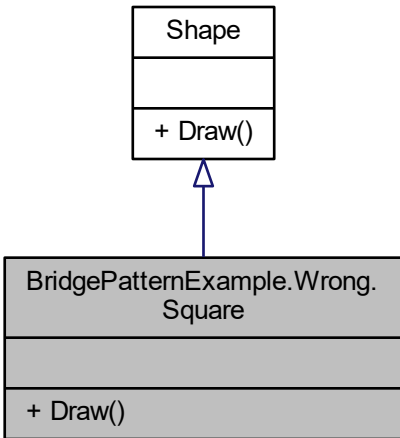 Shape
+ Draw()
BridgePatternExample.Wrong.
Square
+ Draw()